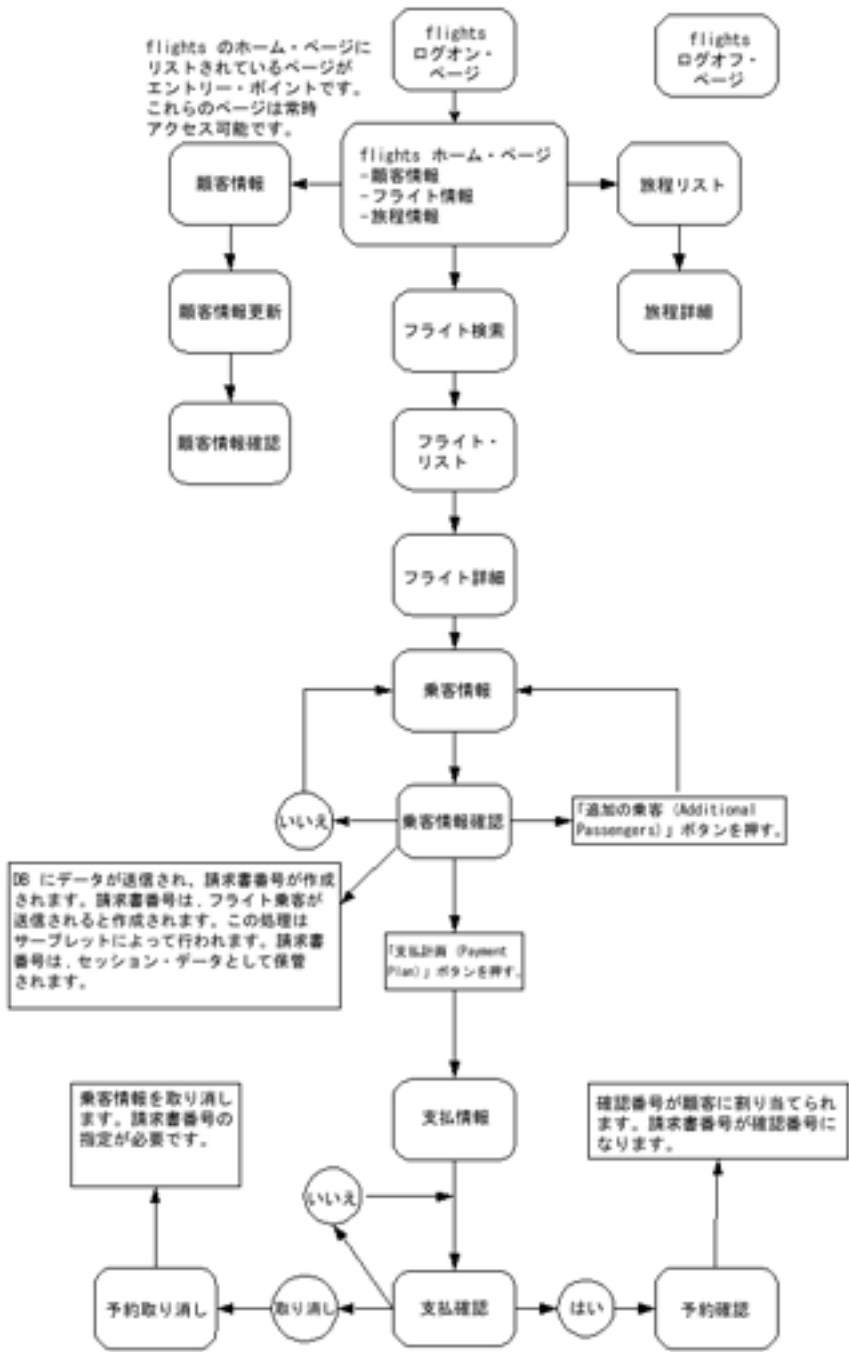 flights のホーム・ページに
リストされているページが
エントリー・ポイントです。
これらのページは常時
アクセス可能です。
flights
ログオン・
ページ
flights
ログオフ・
ページ
flights ホーム・ページ
-顧客情報
-フライト情報
-旅程情報
顧客情報
旅程リスト
顧客情報更新
フライト検索
旅程詳細
顧客情報確認
フライト・
リスト
フライト詳細
乗客情報
いいえ
乗客情報確認
「追加の乗客 (Additional
Passengers)」ボタンを押す。
DB にデータが送信され、請求書番号が作成
されます。請求書番号は、フライト乗客が
送信されると作成されます。この処理は
サーブレットによって行われます。請求書
番号は、セッション・データとして保管
されます。
「支払計画 (Payment
Plan)」ボタンを押す。
乗客情報を取り消し
ます。請求書番号の
指定が必要です。
支払情報
確認番号が顧客に割り当てられ
ます。請求書番号が確認番号に
なります。
いいえ
予約取り消し
取り消し
支払確認
はい
予約確認